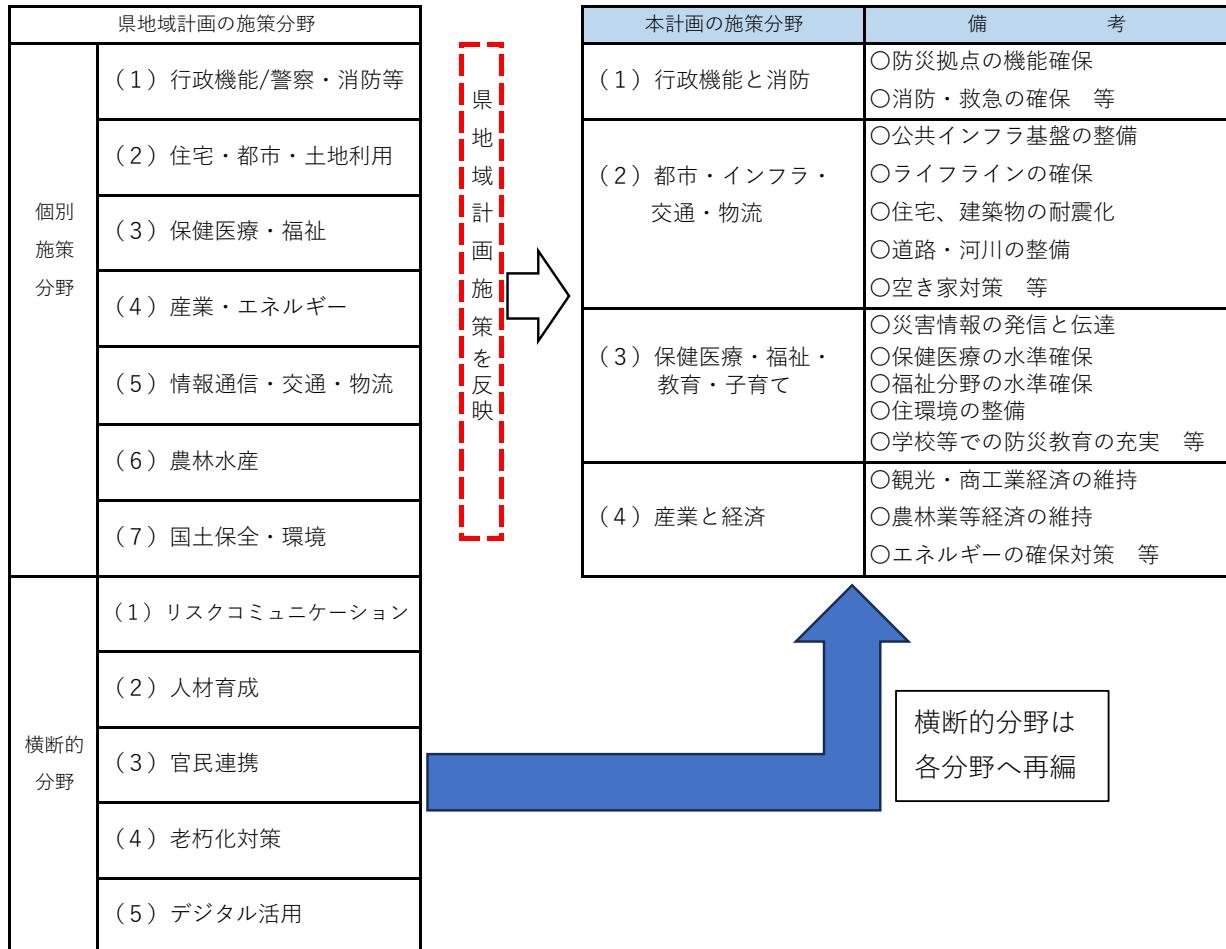 県地域計画の施策分野
個別
施策
分野
（１）行政機能/警察・消防等
（２）住宅・都市・土地利用
（３）保健医療・福祉
（４）産業・エネルギー
（５）情報通信・交通・物流
（６）農林水産
（７）国土保全・環境
横断的
分野
（１）リスクコミュニケーション
（２）人材育成
（３）官民連携
（４）老朽化対策
（５）デジタル活用
県地域計画施策を反映
本計画の施策分野
備　考
（１）行政機能と消防
〇防災拠点の機能確保
〇消防・救急の確保　等
（２）都市・インフラ・
交通・物流
〇公共インフラ基盤の整備
〇ライフラインの確保
〇住宅、建築物の耐震化
〇道路・河川の整備
〇空き家対策　等
（３）保健医療・福祉・
教育・子育て
〇災害情報の発信と伝達
〇保健医療の水準確保
〇福祉分野の水準確保
〇住環境の整備
〇学校等での防災教育の充実　等
（４）産業と経済
〇観光・商工業経済の維持
〇農林業等経済の維持
〇エネルギーの確保対策　等
横断的分野は
各分野へ再編